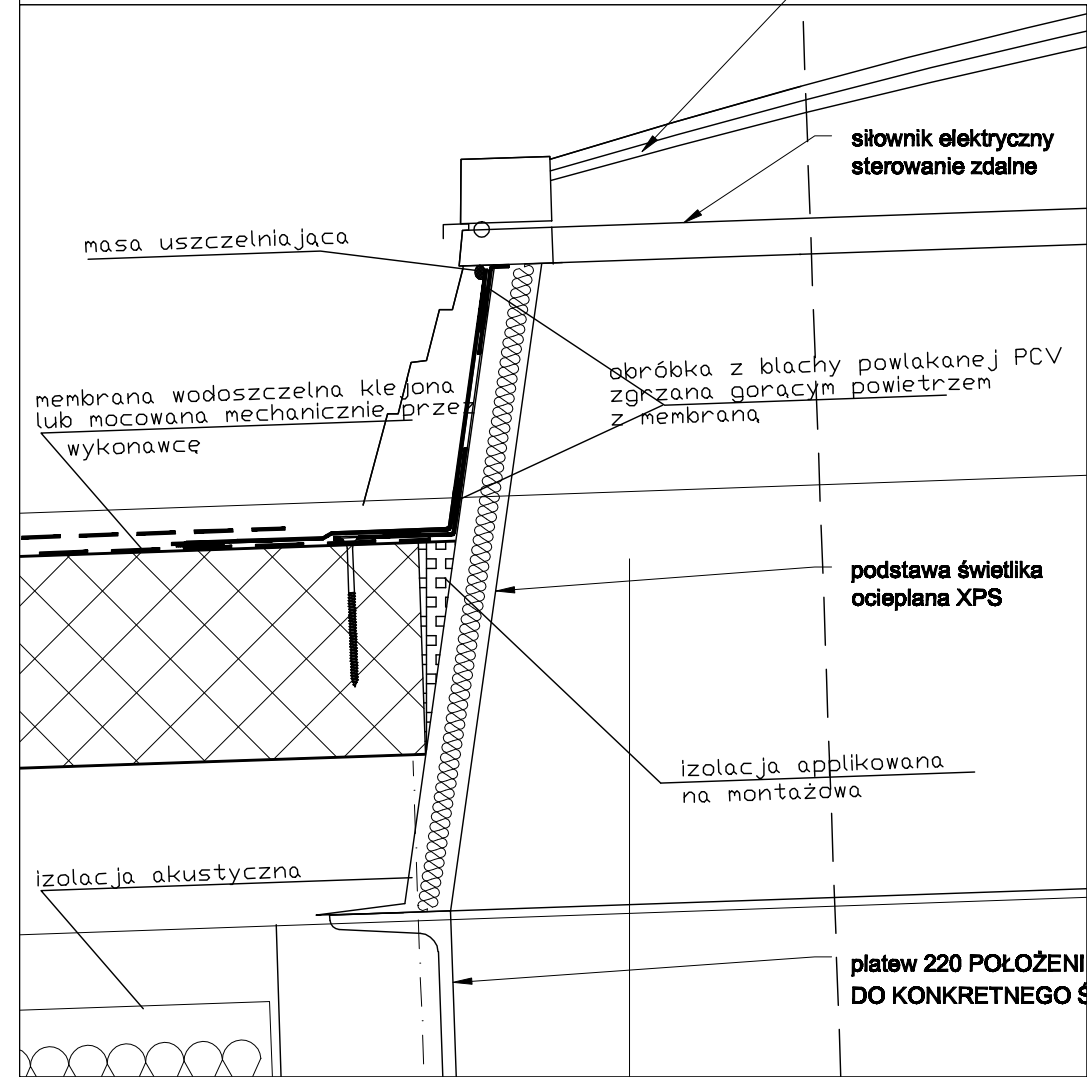 siłownik elektryczny
sterowanie zdalne
masa uszczelniająca
obróbka z blachy powlakanej PCV
zgrzana gorącym powietrzem
z membraną
membrana wodoszczelna klejona
lub mocowana mechanicznie przez
wykonawcę
podstawa świetlika
ocieplana XPS
izolacja applikowana
na montażowa
izolacja akustyczna
platew 220 POŁOŻENI
DO KONKRETNEGO Ś